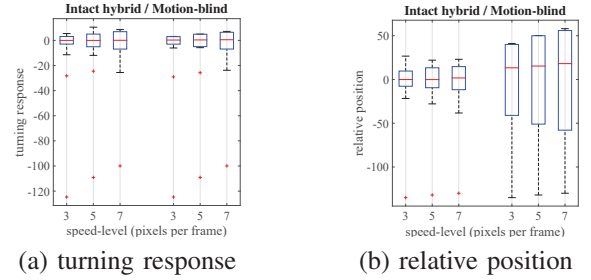 Intact hybrid / Motion-blind
turning response
0
-20
-40
-60
-80
-100
-120
3 5 7 3 5 7
speed-level (pixels per frame)
(a) turning response
Intact hybrid / Motion-blind
relative position
50
0
-50
-100
3 5 7 3 5 7
speed-level (pixels per frame)
(b) relative position